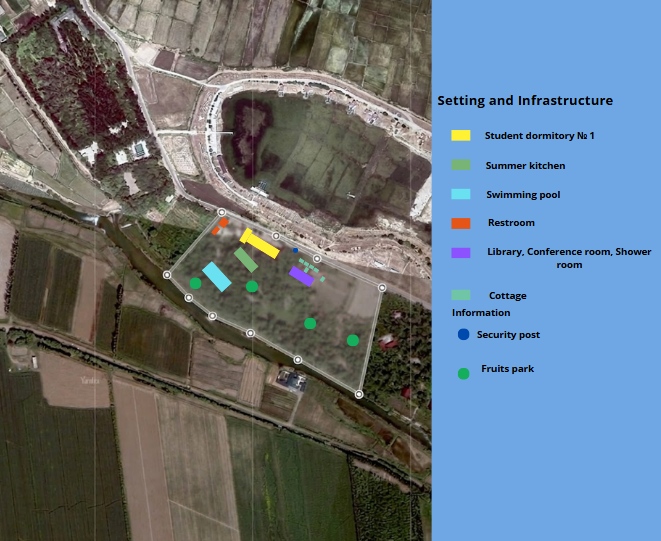 Setting and Infrastructure
Student dormitory № 1
Summer kitchen
Swimming pool
Restroom
Library, Conference room, Shower
room
Cottage
Information
Security post
Fruits park